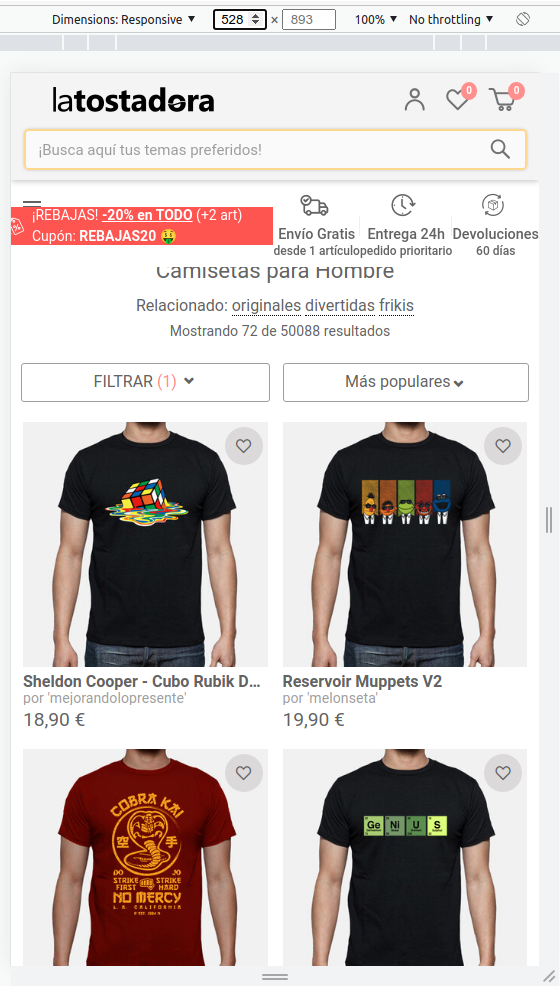 Dimensions: Responsive ▼ 528 × 893 100% ▼ No throttling ▼
latostadora
0 0
¡Busca aquí tus temas preferidos!
¡REBAJAS! -20% en TODO (+2 art)
Cupón: REBAJAS20 🤑
Envío Gratis Entrega 24h Devoluciones
desde 1 artículo pedido prioritario 60 días
Camisetas para Hombre
Relacionado: originales divertidas frikis
Mostrando 72 de 50088 resultados
FILTRAR (1) Más populares
Sheldon Cooper - Cubo Rubik D...
por 'mejorandolopresente'
18,90 €
Reservoir Muppets V2
por 'melonseta'
19,90 €
COBRA KAI
空 手
DO JO
STRIKE STRIKE
FIRST HARD
NO MERCY
L.A. CALIFORNIA
Ge Ni U S